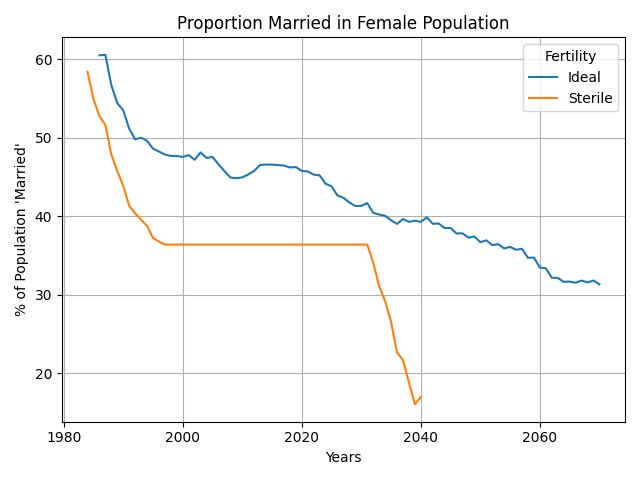 Proportion Married in Female Population
% of Population 'Married'
60
50
40
30
20
Fertility
Ideal
Sterile
1980
2000
2020
2040
2060
Years